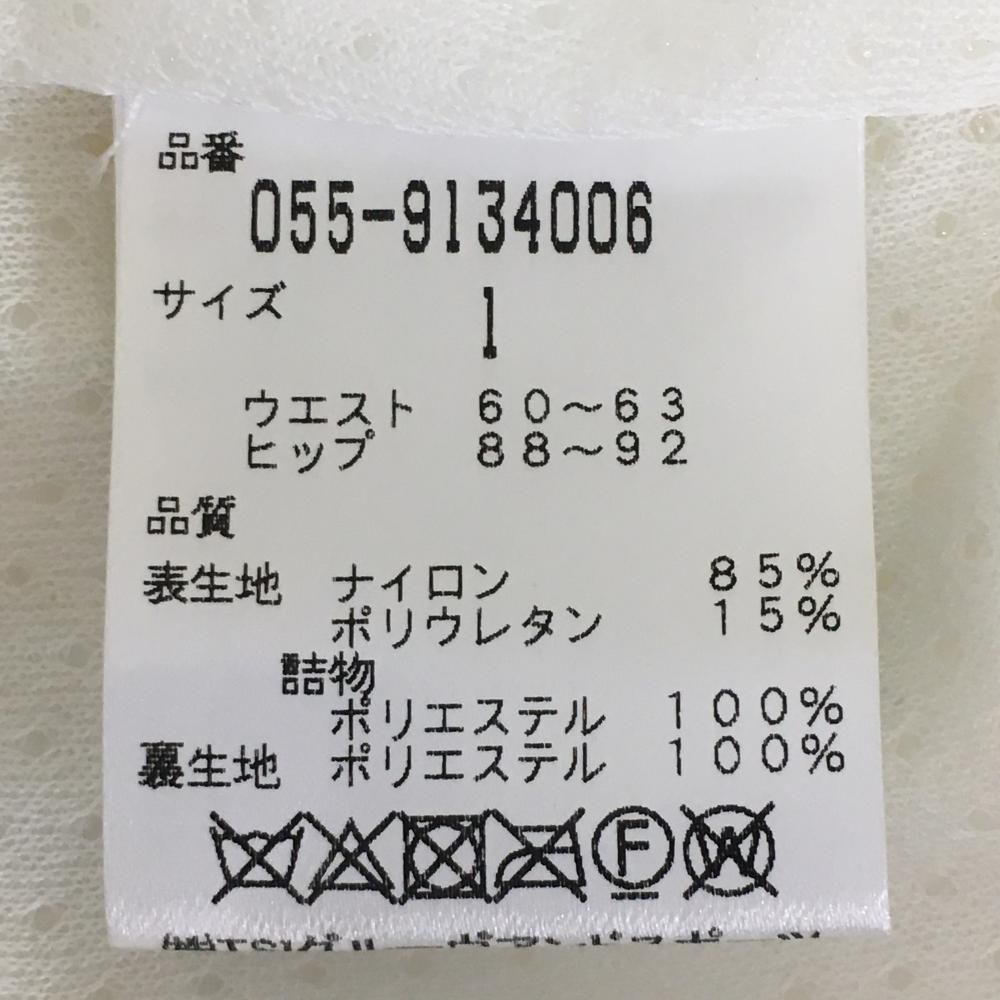 品番
055-9134006
サイズ 1
ウエスト 60～63
ヒップ 88～92
品質
表生地 ナイロン 85%
ポリウレタン 15%
詰物
ポリエステル 100%
裏生地 ポリエステル 100%
F W